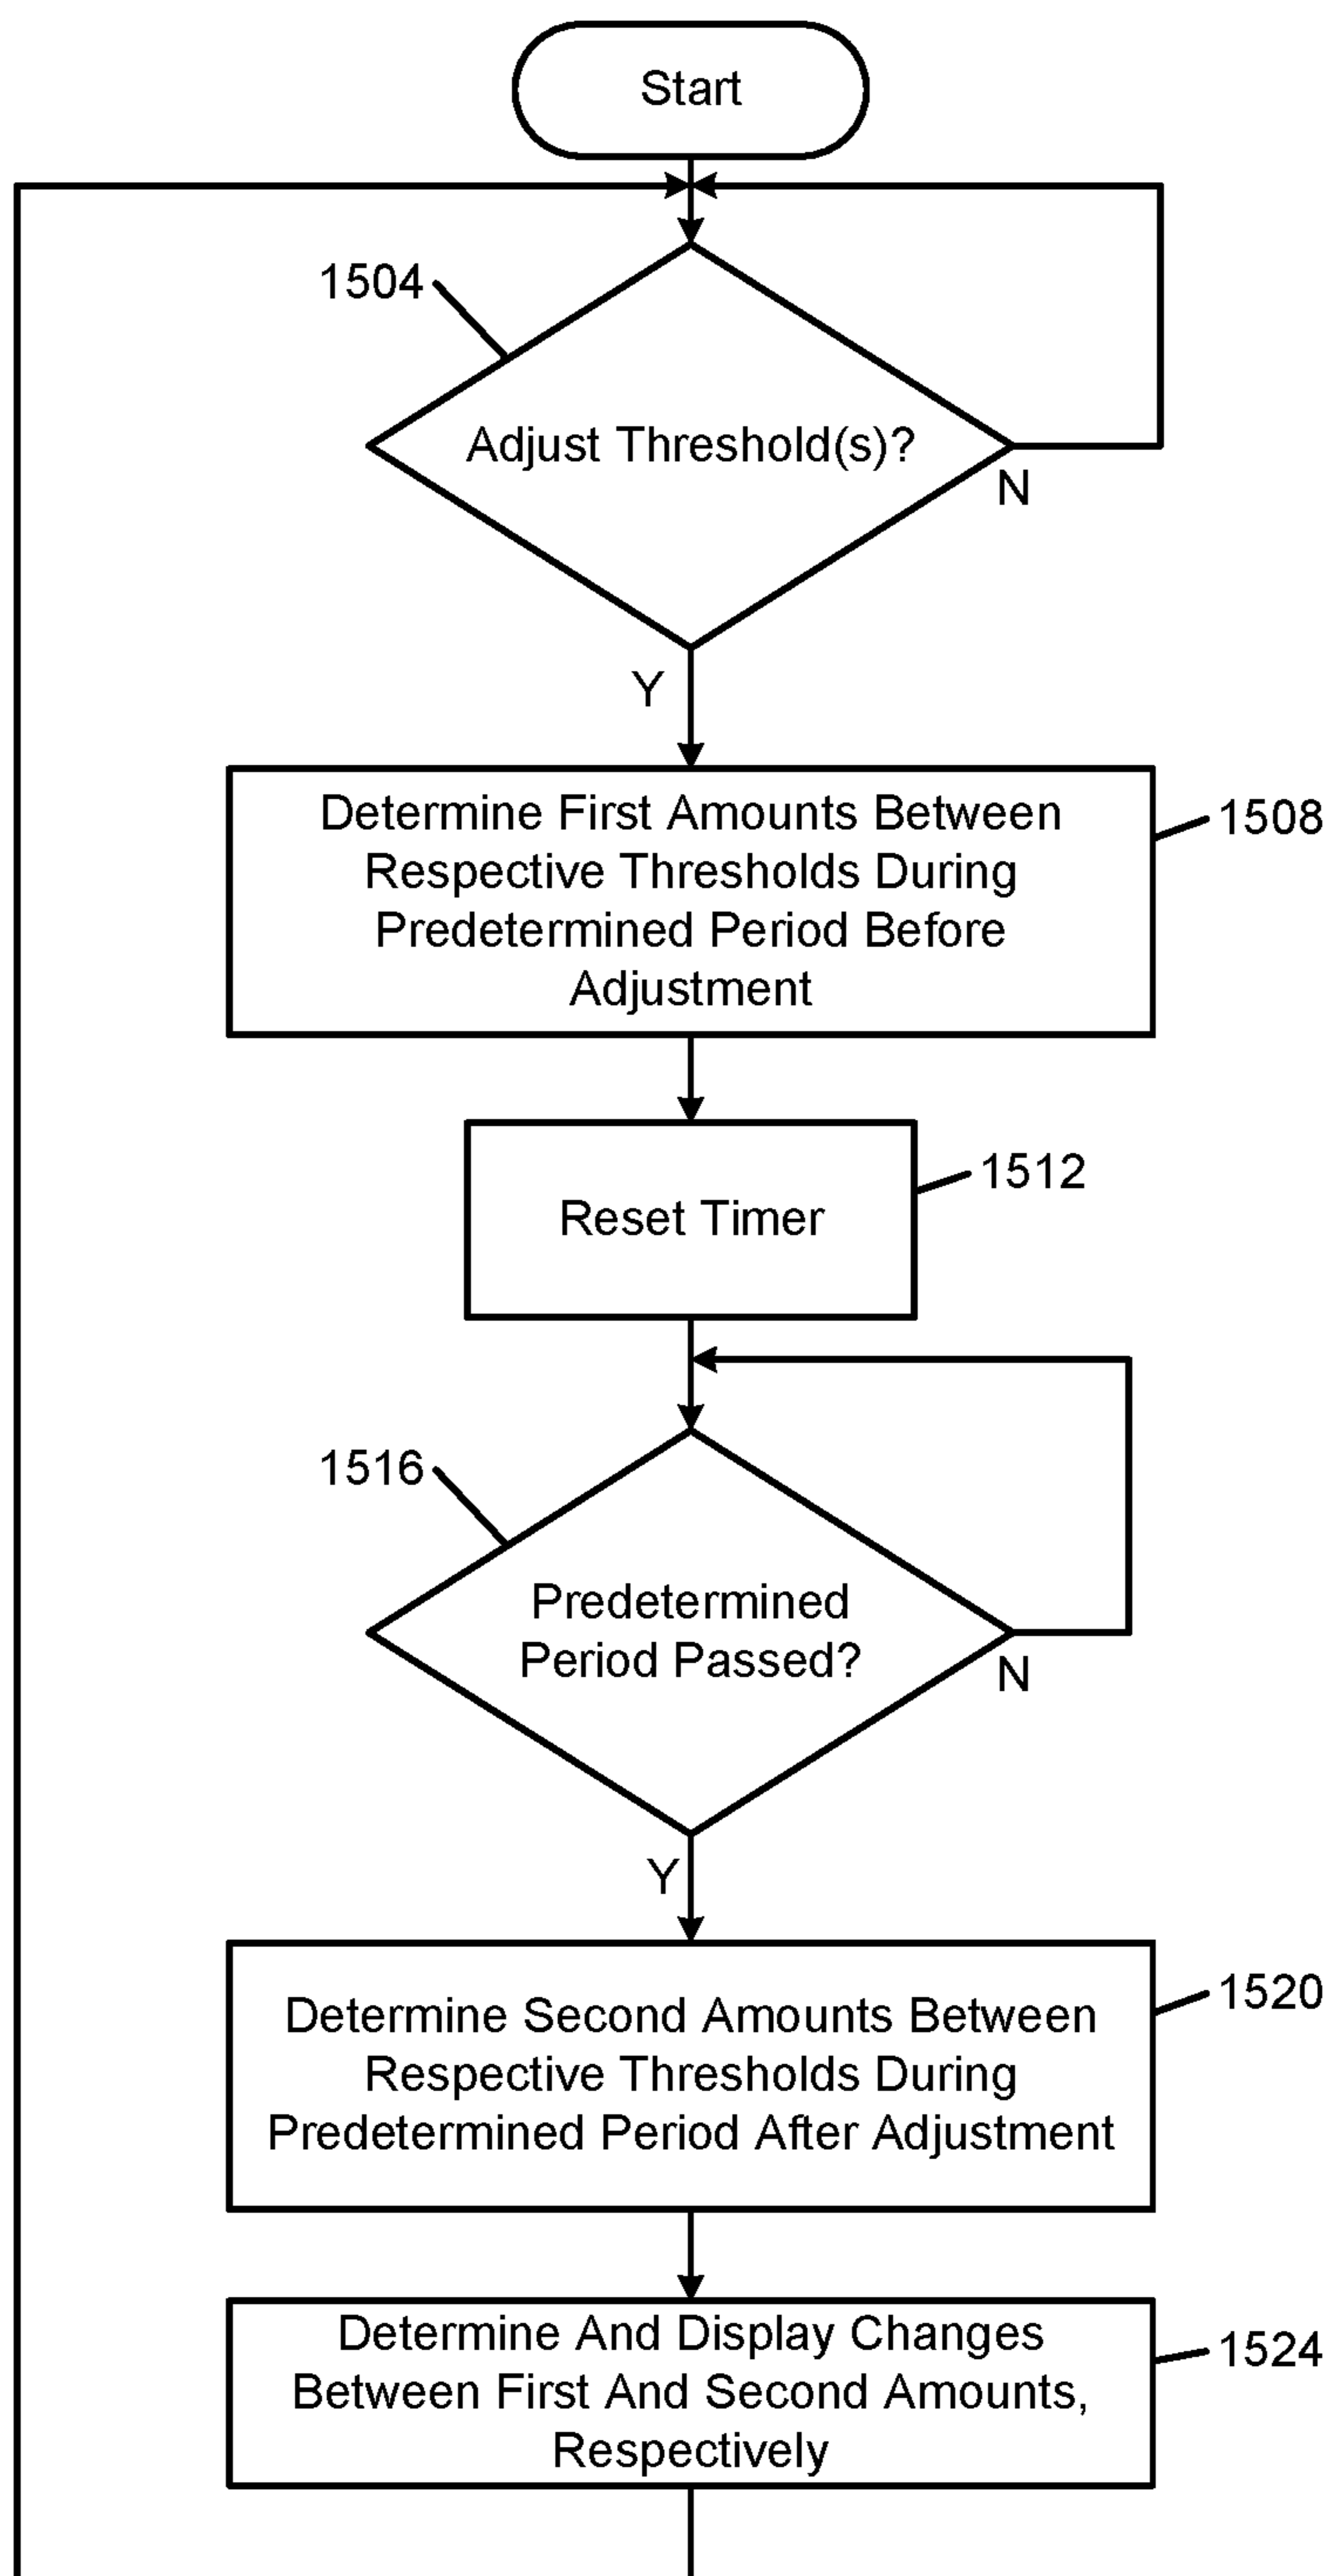 Start
1504
Adjust Threshold(s)?
N
Y
Determine First Amounts Between
Respective Thresholds During
Predetermined Period Before
Adjustment
1508
1512
Reset Timer
1516
Predetermined
Period Passed?
N
Y
Determine Second Amounts Between
Respective Thresholds During
Predetermined Period After Adjustment
1520
Determine And Display Changes
Between First And Second Amounts,
Respectively
1524